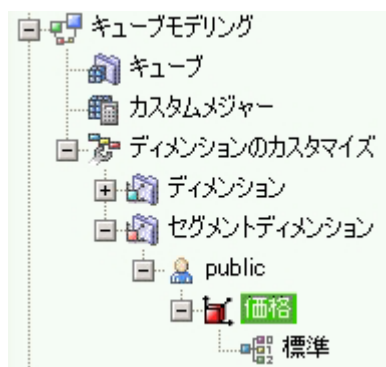 キューブモデリング
キューブ
カスタムメジャー
ディメンションのカスタマイズ
ディメンション
セグメントディメンション
public
価格
標準